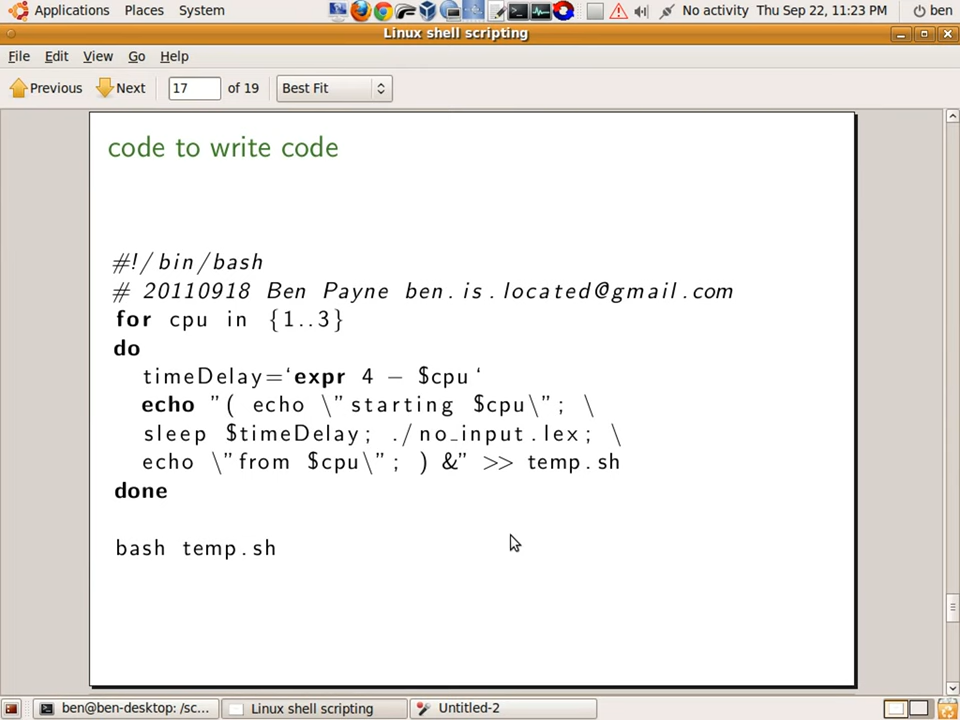 Applications Places System No activity Thu Sep 22, 11:23 PM ben
Linux shell scripting
File Edit View Go Help
Previous Next 17 of 19 Best Fit
code to write code
#!/bin/bash
# 20110918 Ben Payne ben.is.located@gmail.com
for cpu in {1..3}
do
timeDelay=‘expr 4 − $cpu‘
echo "( echo \"starting $cpu\"; \
sleep $timeDelay; ./no_input.lex; \
echo \"from $cpu\"; ) &" >> temp.sh
done
bash temp.sh
ben@ben-desktop: /sc... Linux shell scripting Untitled-2